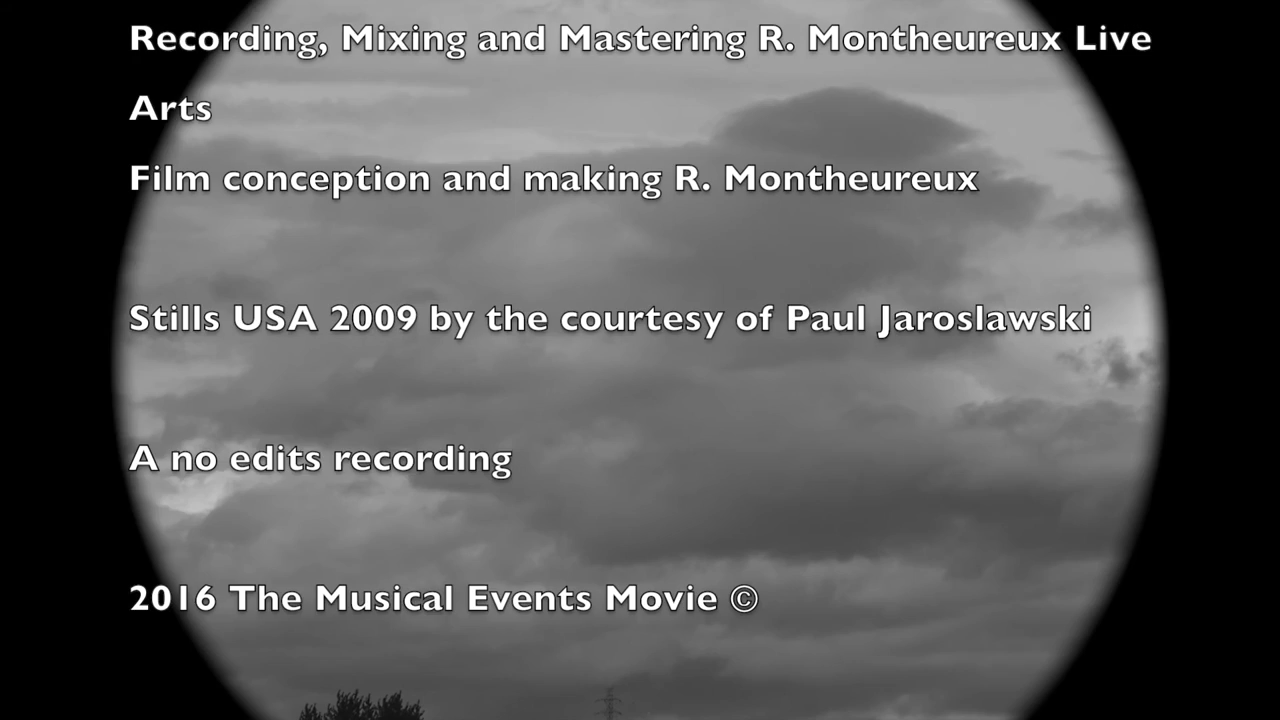 Recording, Mixing and Mastering R. Montheureux Live
Arts
Film conception and making R. Montheureux
Stills USA 2009 by the courtesy of Paul Jaroslawski
A no edits recording
2016 The Musical Events Movie ©